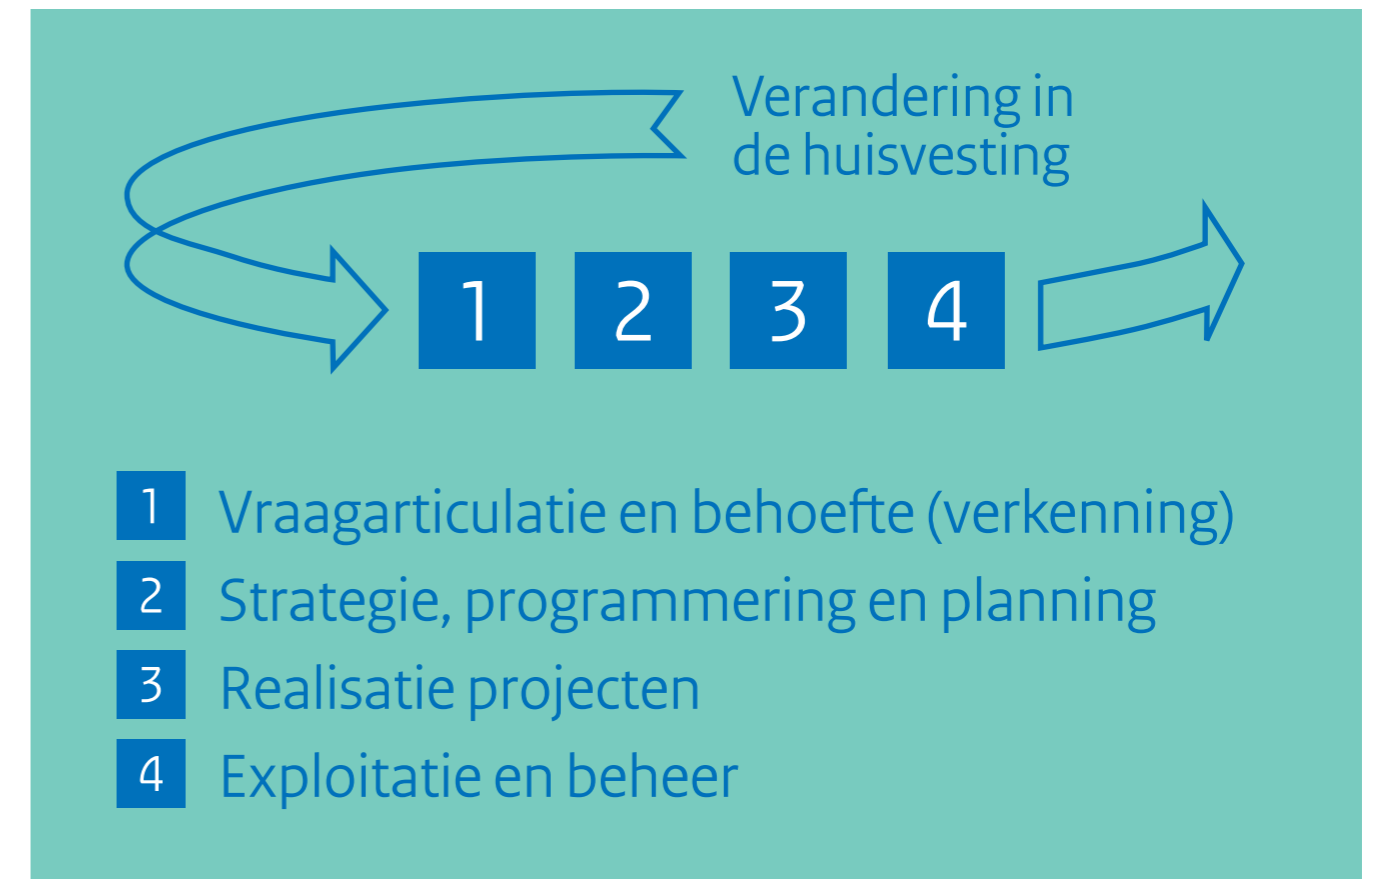 Verandering in
de huisvesting
1 2 3 4
1 Vraagarticulatie en behoefte (verkenning)
2 Strategie, programmering en planning
3 Realisatie projecten
4 Exploitatie en beheer